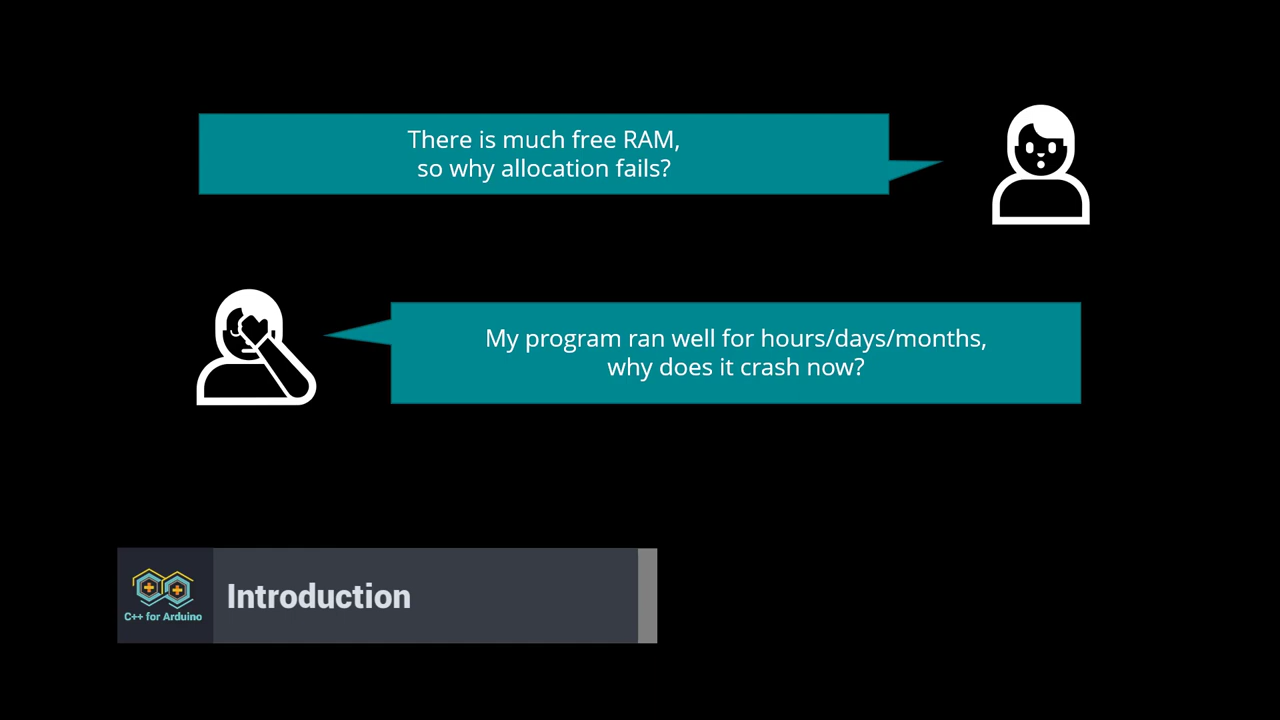 There is much free RAM,
so why allocation fails?
My program ran well for hours/days/months,
why does it crash now?
C++ for Arduino
Introduction